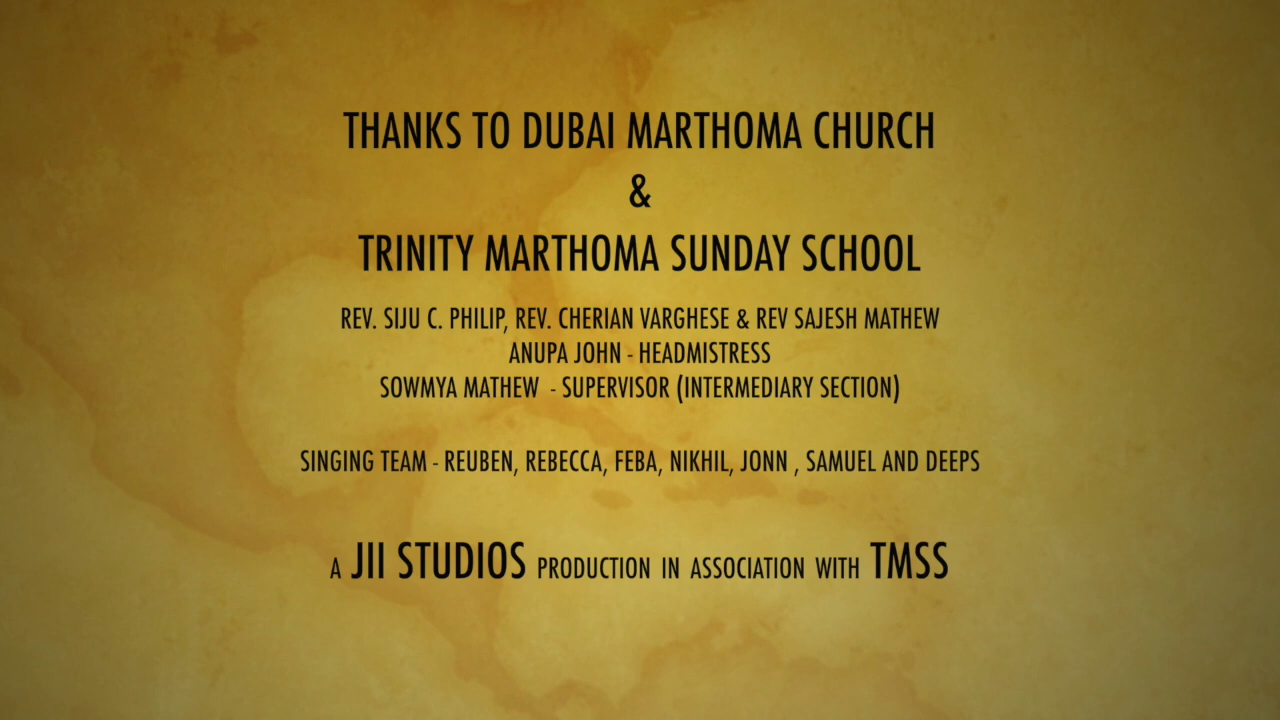 THANKS TO DUBAI MARTHOMA CHURCH
&
TRINITY MARTHOMA SUNDAY SCHOOL
REV. SIJU C. PHILIP, REV. CHERIAN VARGHESE & REV SAJESH MATHEW
ANUPA JOHN - HEADMISTRESS
SOWMYA MATHEW - SUPERVISOR (INTERMEDIARY SECTION)
SINGING TEAM - REUBEN, REBECCA, FEBA, NIKHIL, JONN , SAMUEL AND DEEPS
A JII STUDIOS PRODUCTION IN ASSOCIATION WITH TMSS